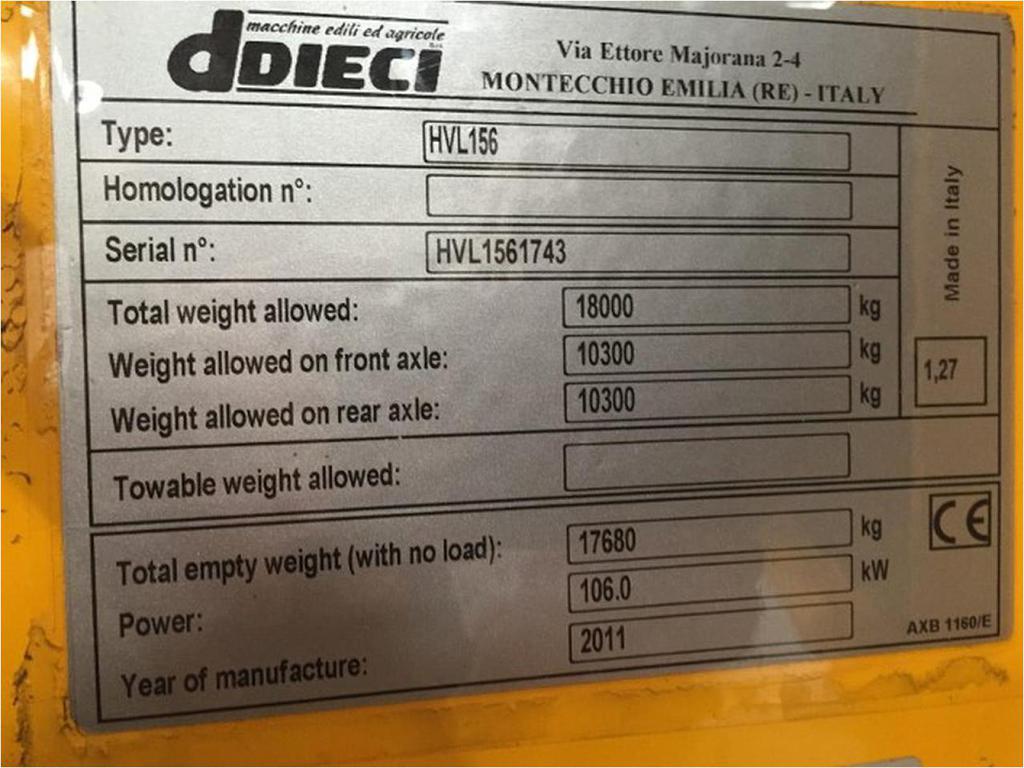 macchine edili ed agricole
dDIECI
Via Ettore Majorana 2-4
MONTECCHIO EMILIA (RE) - ITALY
Type: HVL156
Homologation n°:
Serial n°: HVL1561743
Made in Italy
Total weight allowed: 18000 kg
Weight allowed on front axle: 10300 kg
Weight allowed on rear axle: 10300 kg
1,27
Towable weight allowed:
Total empty weight (with no load): 17680 kg
CE
Power: 106.0 kW
Year of manufacture: 2011
AXB 1160/E